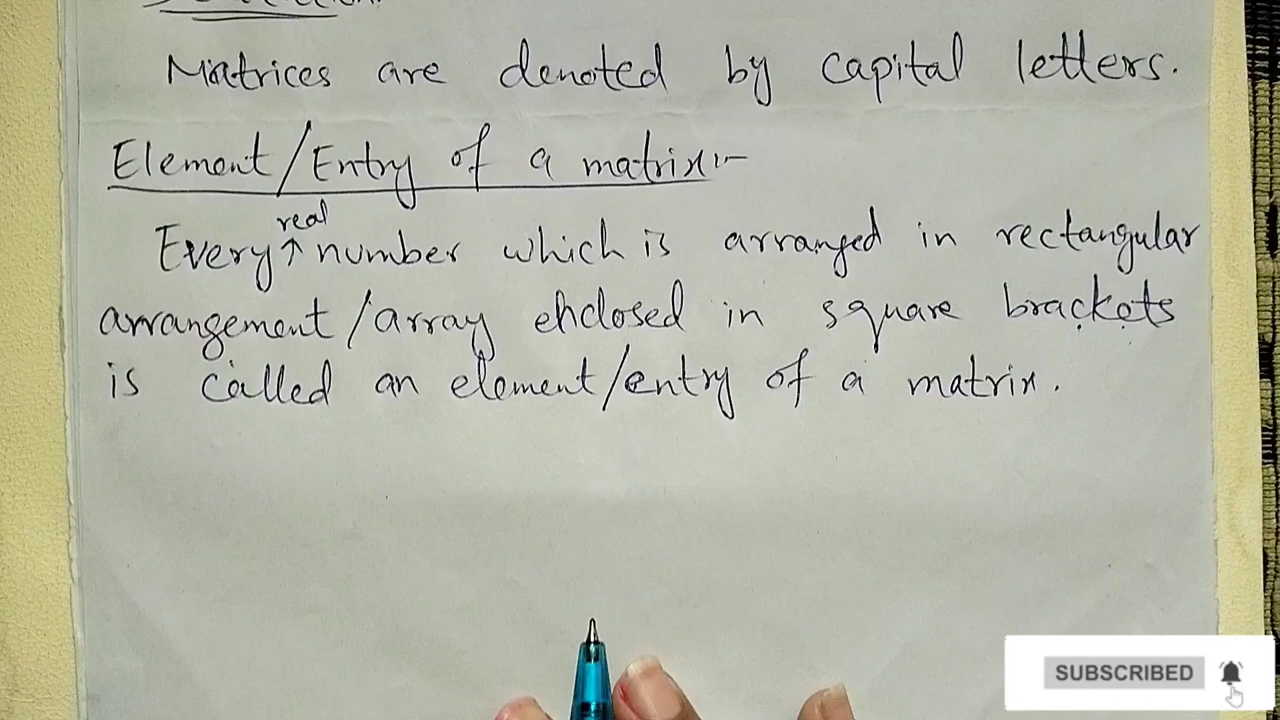 Matrices are denoted by capital letters.
Element/Entry of a matrix:-
Every ↑ real number which is arranged in rectangular
arrangement/array enclosed in square brackets
is called an element/entry of a matrix.
SUBSCRIBED